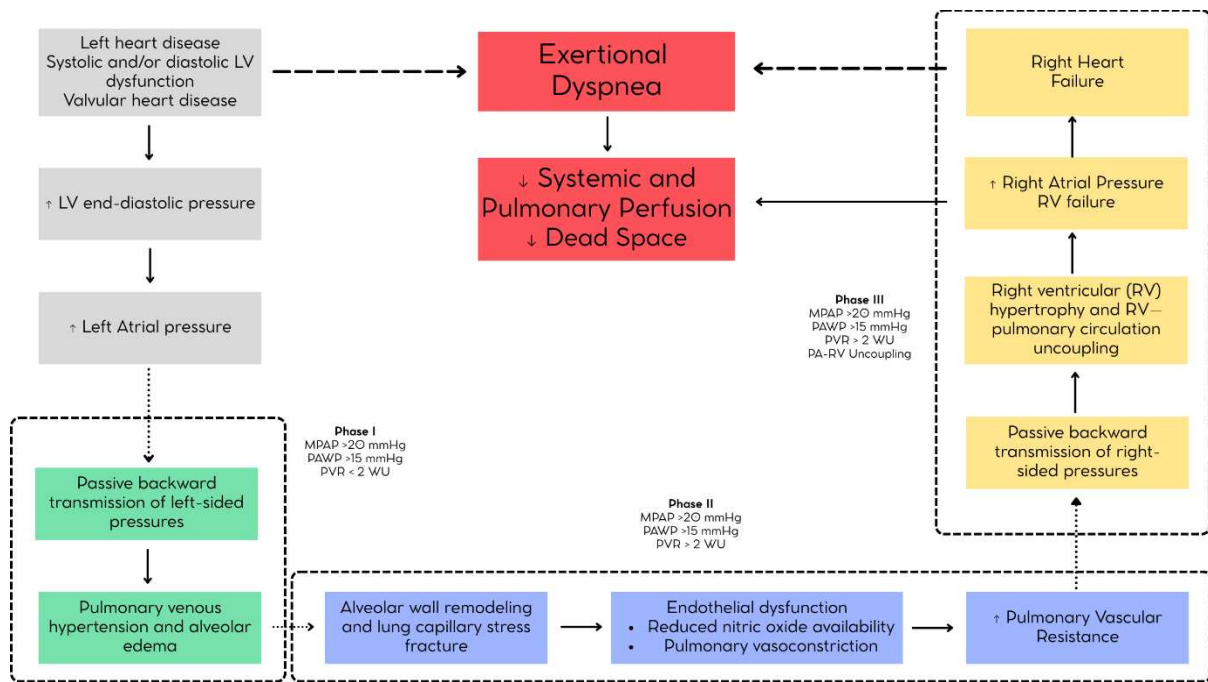 Left heart disease
Systolic and/or diastolic LV
dysfunction
Valvular heart disease
↑ LV end-diastolic pressure
↑ Left Atrial pressure
Phase I
MPAP >20 mmHg
PAWP >15 mmHg
PVR < 2 WU
Passive backward
transmission of left-sided
pressures
Pulmonary venous
hypertension and alveolar
edema
Alveolar wall remodeling
and lung capillary stress
fracture
Phase II
MPAP >20 mmHg
PAWP >15 mmHg
PVR > 2 WU
Endothelial dysfunction
• Reduced nitric oxide availability
• Pulmonary vasoconstriction
↑ Pulmonary Vascular
Resistance
Passive backward
transmission of right-
sided pressures
Phase III
MPAP >20 mmHg
PAWP >15 mmHg
PVR > 2 WU
PA-RV Uncoupling
Right ventricular (RV)
hypertrophy and RV–
pulmonary circulation
uncoupling
↑ Right Atrial Pressure
RV failure
Right Heart
Failure
Exertional
Dyspnea
↓ Systemic and
Pulmonary Perfusion
↓ Dead Space